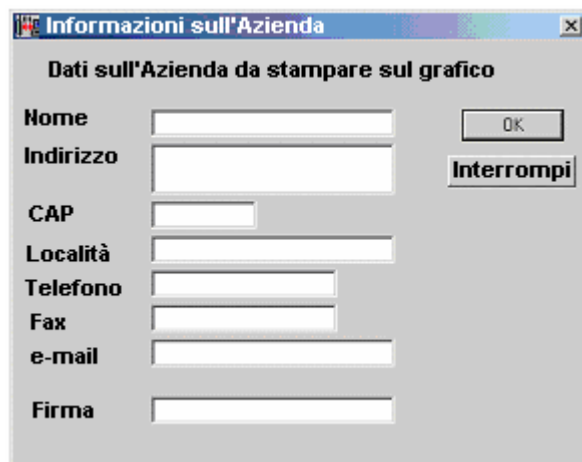 Informazioni sull'Azienda
Dati sull'Azienda da stampare sul grafico
Nome
OK
Indirizzo
Interrompi
CAP
Località
Telefono
Fax
e-mail
Firma